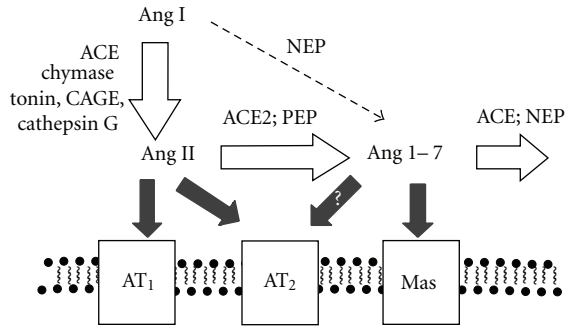 Ang I
NEP
ACE
chymase
tonin, CAGE,
cathepsin G
ACE2; PEP
ACE; NEP
Ang II
Ang 1–7
?
AT₁
AT₂
Mas